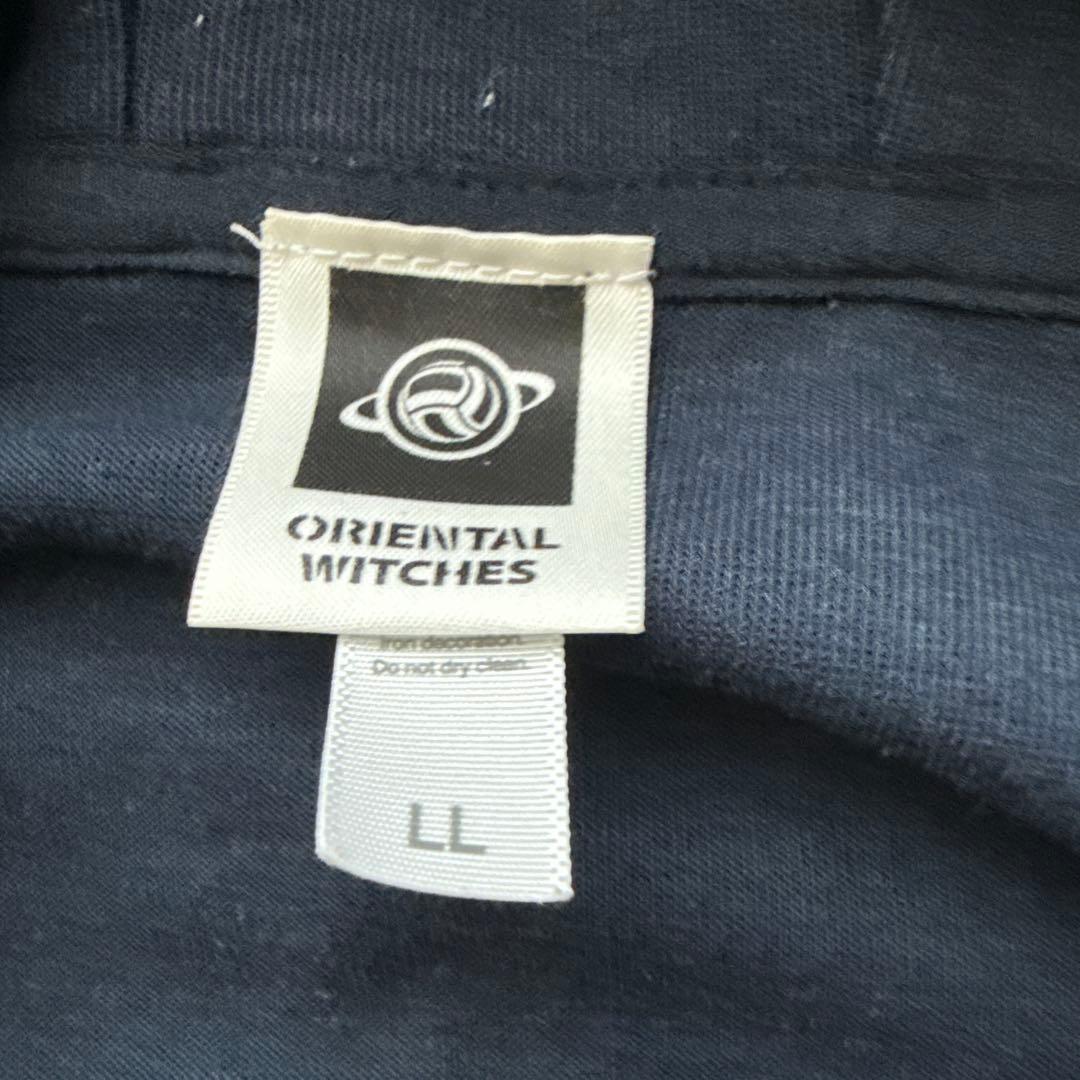 ORIENTAL
WITCHES
Iron decoration.
Do not dry clean.
LL